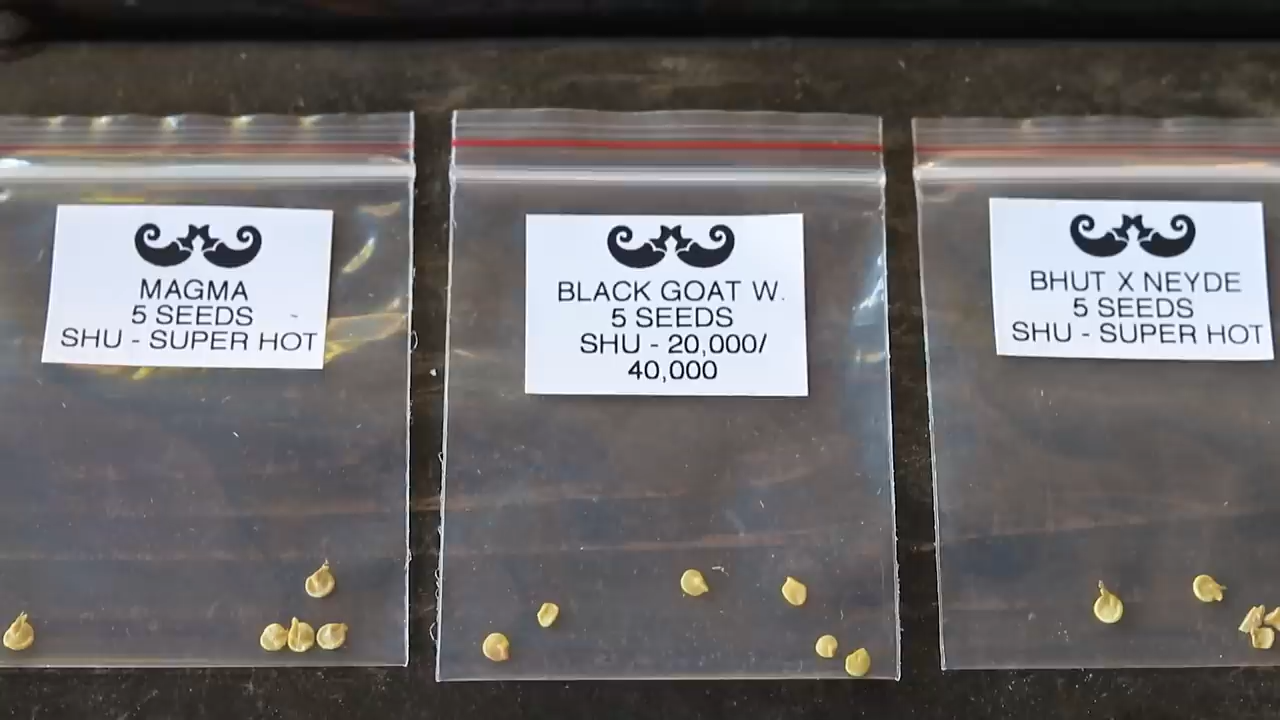 MAGMA
5 SEEDS
SHU - SUPER HOT
BLACK GOAT W.
5 SEEDS
SHU - 20,000/
40,000
BHUT X NEYDE
5 SEEDS
SHU - SUPER HOT